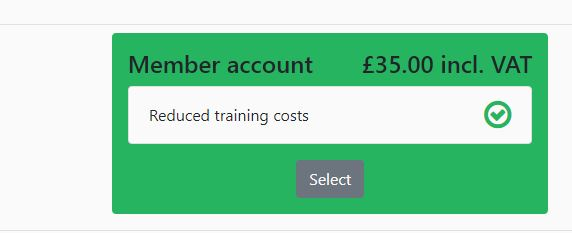 Member account £35.00 incl. VAT
Reduced training costs
Select